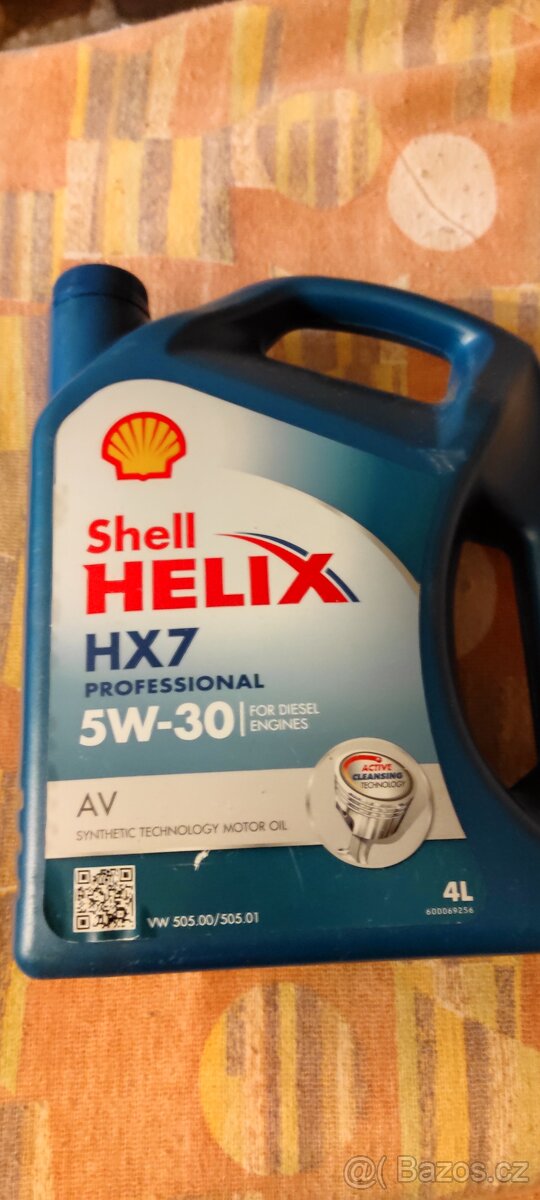 Shell
HELIX
HX7
PROFESSIONAL
5W-30
FOR DIESEL
ENGINES
ACTIVE
CLEANSING
TECHNOLOGY
AV
SYNTHETIC TECHNOLOGY MOTOR OIL
VW 505.00/505.01
4L
600069256
Bazos.cz